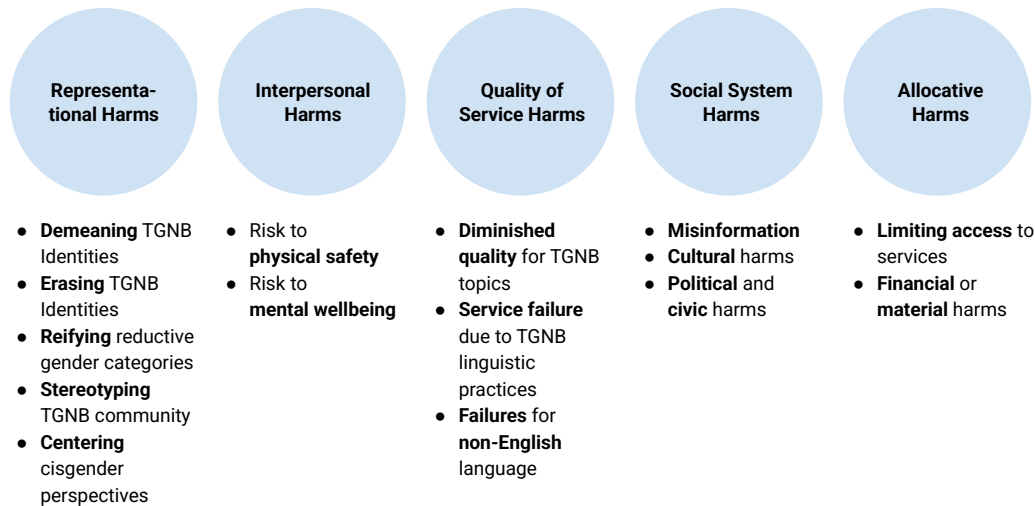 Representa-
tional Harms
Interpersonal
Harms
Quality of
Service Harms
Social System
Harms
Allocative
Harms
● Demeaning TGNB
Identities
● Erasing TGNB
Identities
● Reifying reductive
gender categories
● Stereotyping
TGNB community
● Centering
cisgender
perspectives
● Risk to
physical safety
● Risk to
mental wellbeing
● Diminished
quality for TGNB
topics
● Service failure
due to TGNB
linguistic
practices
● Failures for
non-English
language
● Misinformation
● Cultural harms
● Political and
civic harms
● Limiting access to
services
● Financial or
material harms